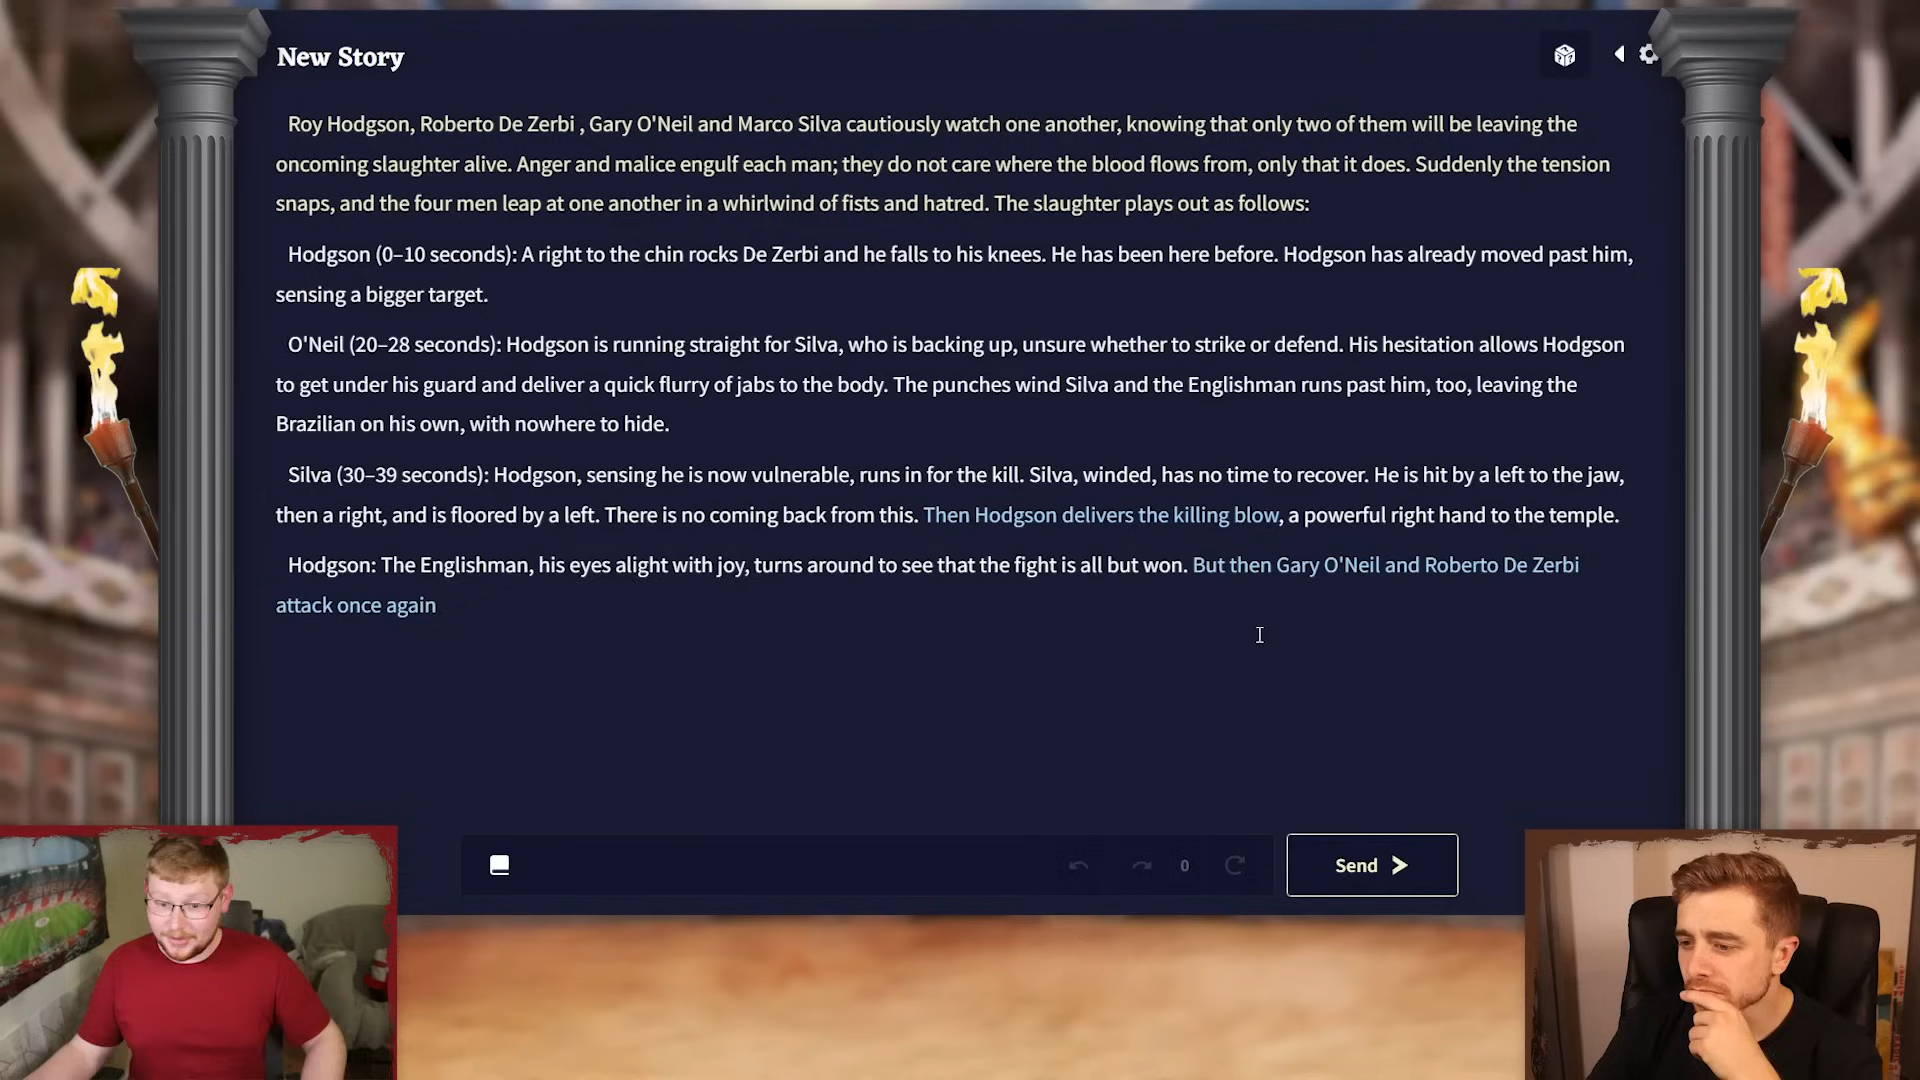 New Story
Roy Hodgson, Roberto De Zerbi , Gary O'Neil and Marco Silva cautiously watch one another, knowing that only two of them will be leaving the
oncoming slaughter alive. Anger and malice engulf each man; they do not care where the blood flows from, only that it does. Suddenly the tension
snaps, and the four men leap at one another in a whirlwind of fists and hatred. The slaughter plays out as follows:
Hodgson (0–10 seconds): A right to the chin rocks De Zerbi and he falls to his knees. He has been here before. Hodgson has already moved past him,
sensing a bigger target.
O'Neil (20–28 seconds): Hodgson is running straight for Silva, who is backing up, unsure whether to strike or defend. His hesitation allows Hodgson
to get under his guard and deliver a quick flurry of jabs to the body. The punches wind Silva and the Englishman runs past him, too, leaving the
Brazilian on his own, with nowhere to hide.
Silva (30–39 seconds): Hodgson, sensing he is now vulnerable, runs in for the kill. Silva, winded, has no time to recover. He is hit by a left to the jaw,
then a right, and is floored by a left. There is no coming back from this. Then Hodgson delivers the killing blow, a powerful right hand to the temple.
Hodgson: The Englishman, his eyes alight with joy, turns around to see that the fight is all but won. But then Gary O'Neil and Roberto De Zerbi
attack once again
0
Send